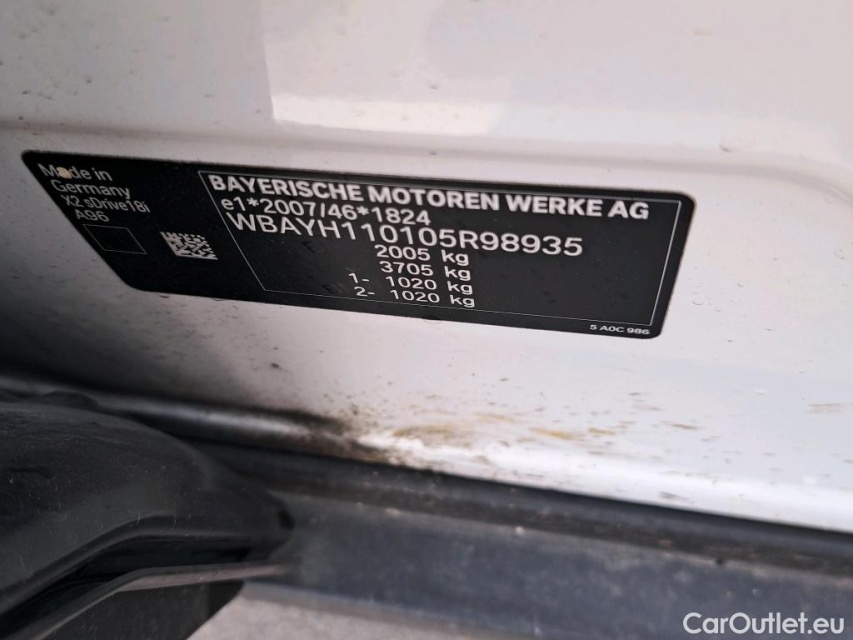 Made in
Germany
X2 sDrive18i
A96
BAYERISCHE MOTOREN WERKE AG
e1*2007/46*1824
WBAYH110105R98935
2005 kg
3705 kg
1- 1020 kg
2- 1020 kg
5 A0C 986
CarOutlet.eu